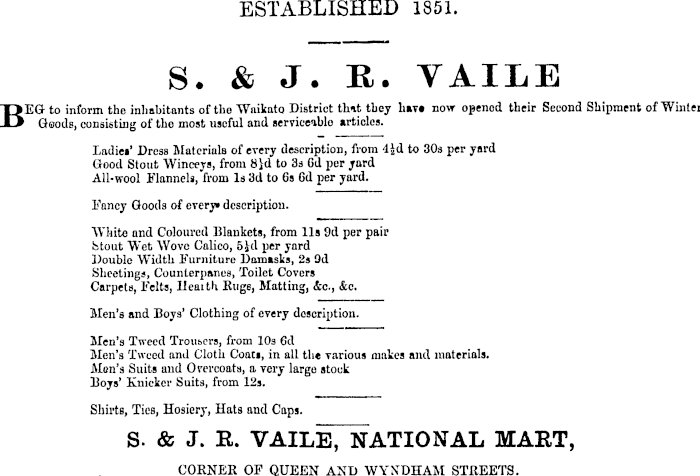 ESTABLISHED 1851.
S. & J. R. VAILE
BEG to inform the inhabitants of the Waikato District that they have now opened their Second Shipment of Winter
Goods, consisting of the most useful and serviceable articles.
Ladies' Dress Materials of every description, from 4½d to 30s per yard
Good Stout Winceys, from 8½d to 3s 6d per yard
All-wool Flannels, from 1s 3d to 6s 6d per yard.
Fancy Goods of every description.
White and Coloured Blankets, from 11s 9d per pair
Stout Wet Wove Calico, 5½d per yard
Double Width Furniture Damasks, 2s 9d
Sheetings, Counterpanes, Toilet Covers
Carpets, Felts, Hearth Rugs, Matting, &c., &c.
Men's and Boys' Clothing of every description.
Men's Tweed Trousers, from 10s 6d
Men's Tweed and Cloth Coats, in all the various makes and materials.
Men's Suits and Overcoats, a very large stock
Boys' Knicker Suits, from 12s.
Shirts, Ties, Hosiery, Hats and Caps.
S. & J. R. VAILE, NATIONAL MART,
CORNER OF QUEEN AND WYNDHAM STREETS.